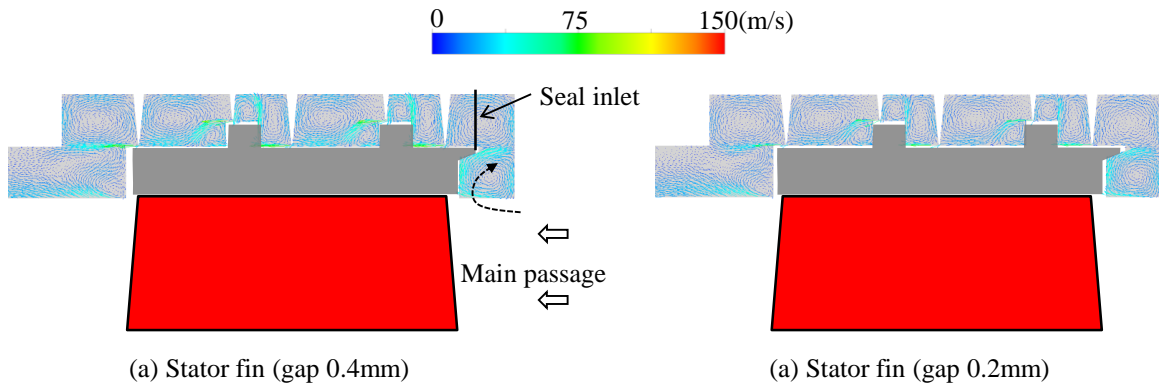 0 75 150(m/s)
Seal inlet
Main passage
(a) Stator fin (gap 0.4mm)
(a) Stator fin (gap 0.2mm)